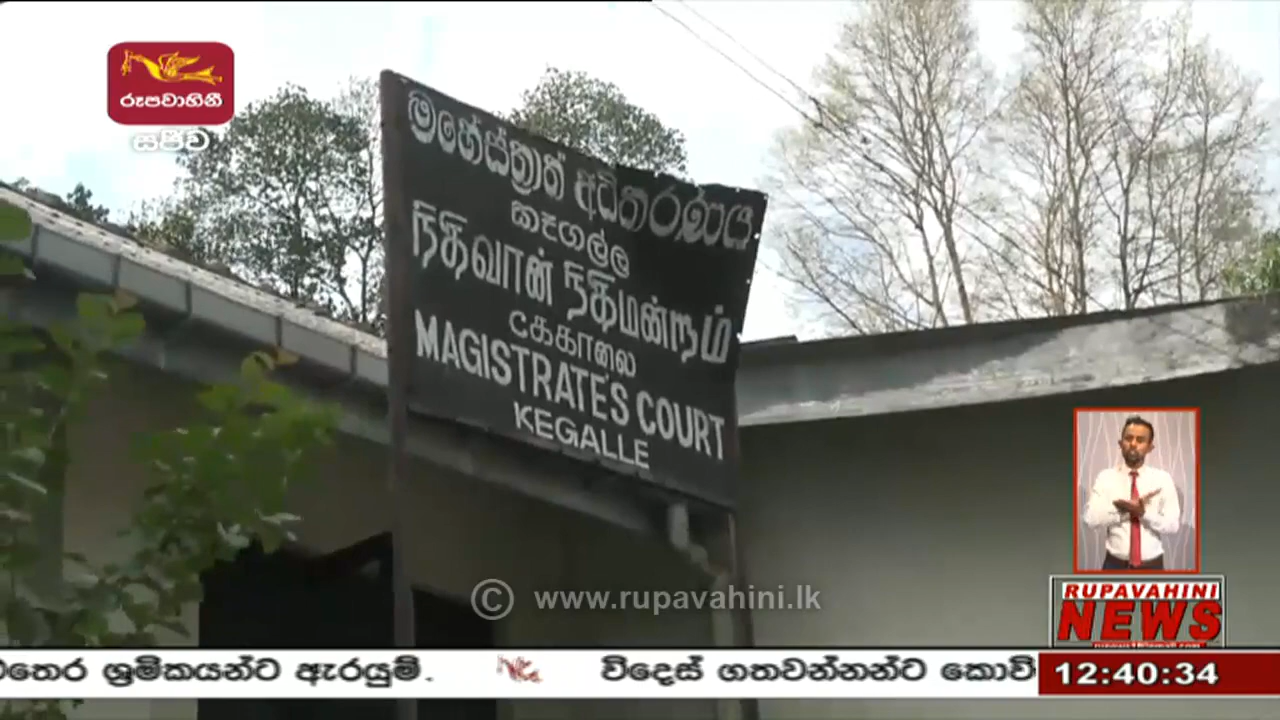 රූපවාහිනී
සජීවී
මහේස්ත්‍රාත් අධිකරණය
කෑගල්ල
நீதிவான் நீதிமன்றம்
கேகாலை
MAGISTRATE'S COURT
KEGALLE
© www.rupavahini.lk
RUPAVAHINI
NEWS
ශ්‍රමිකයන්ට ඇරයුම්.
විදෙස් ගතවන්නන්ට
12:40:34